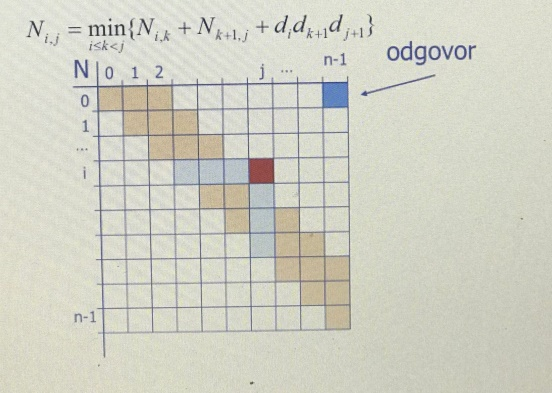 N_{i,j} = min_{i≤k<j}{N_{i,k} + N_{k+1,j} + d_i d_{k+1} d_{j+1}}
odgovor
N 0 1 2 j ... n-1
0
1
...
i
n-1